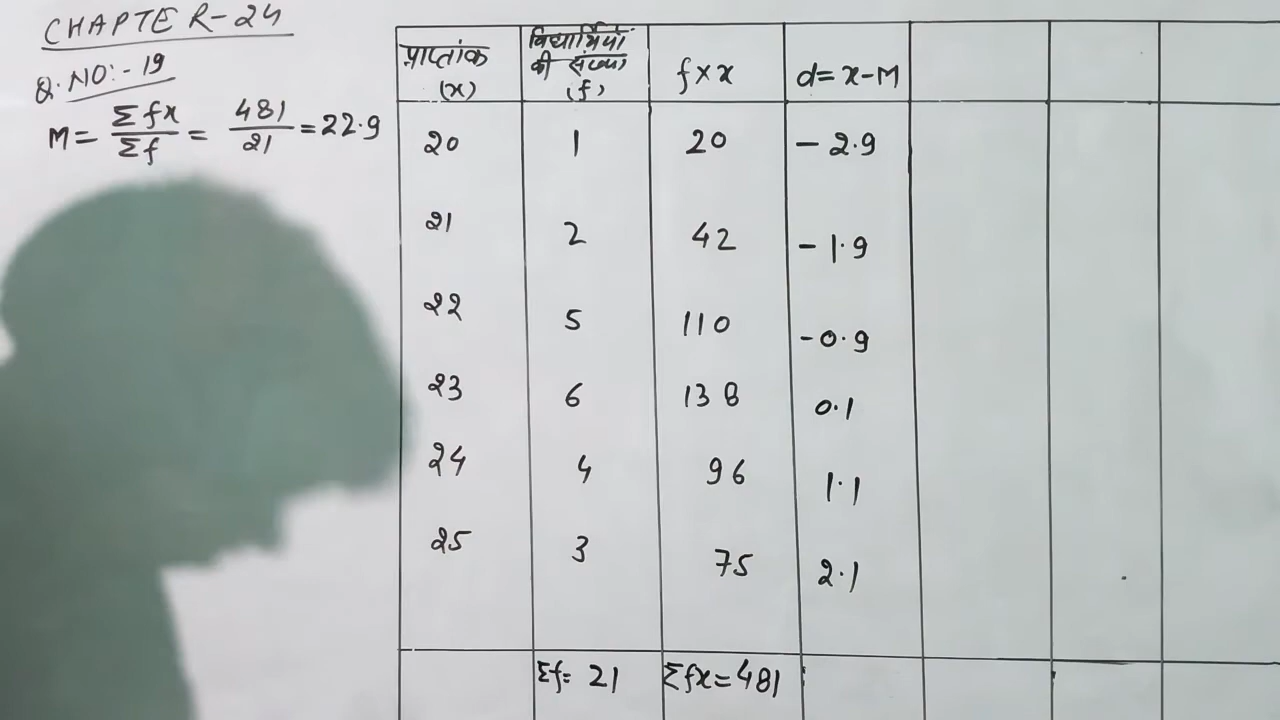 CHAPTER-24
Q.NO:-19
M = Σfx/Σf = 481/21 = 22.9
प्राप्तांक (x) विद्यार्थियों की संख्या (f) f×x d=x-M
20 1 20 -2.9
21 2 42 -1.9
22 5 110 -0.9
23 6 138 0.1
24 4 96 1.1
25 3 75 2.1
Σf= 21 Σfx=481